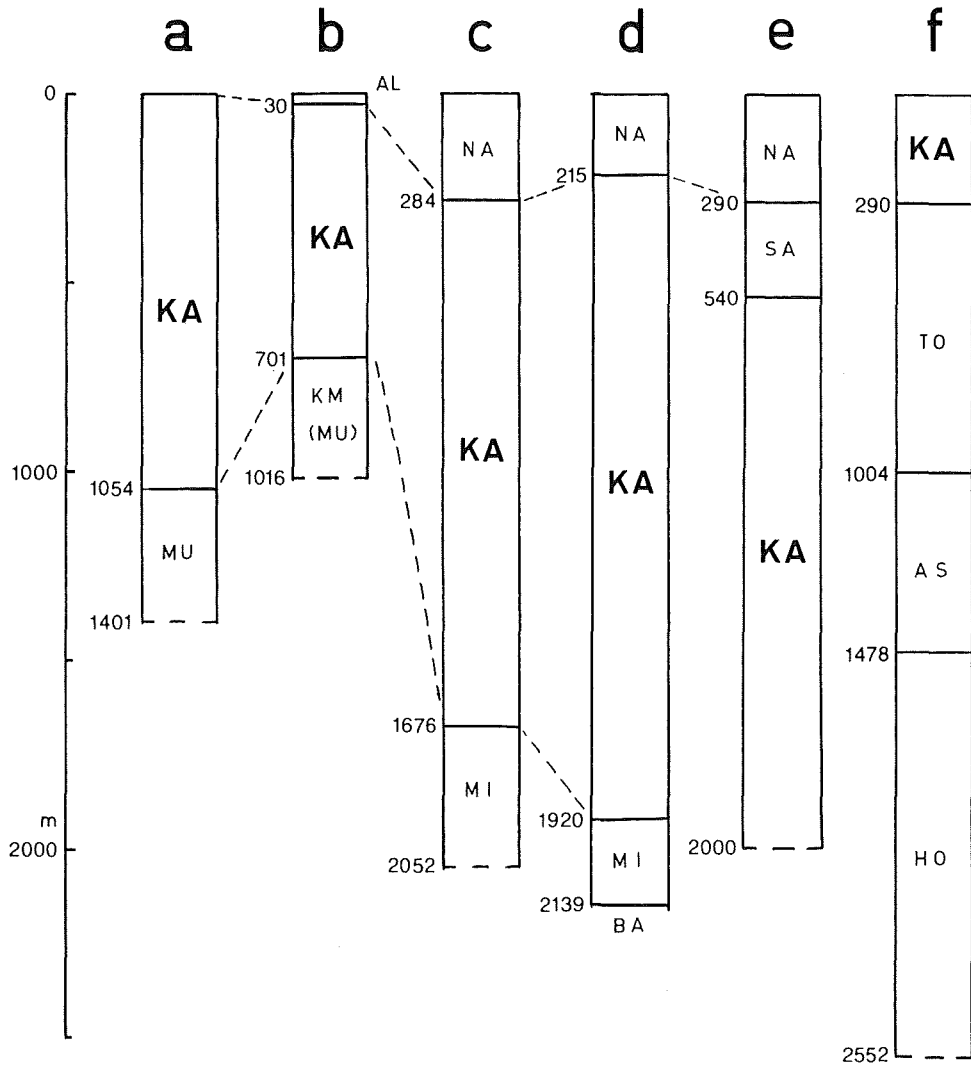 a b c d e f
0
1000
m
2000
KA
1054
MU
1401
AL
30
KA
701
KM
(MU)
1016
NA
284
KA
1676
MI
2052
NA
215
KA
1920
MI
2139
BA
NA
290
SA
540
KA
2000
KA
290
TO
1004
AS
1478
HO
2552